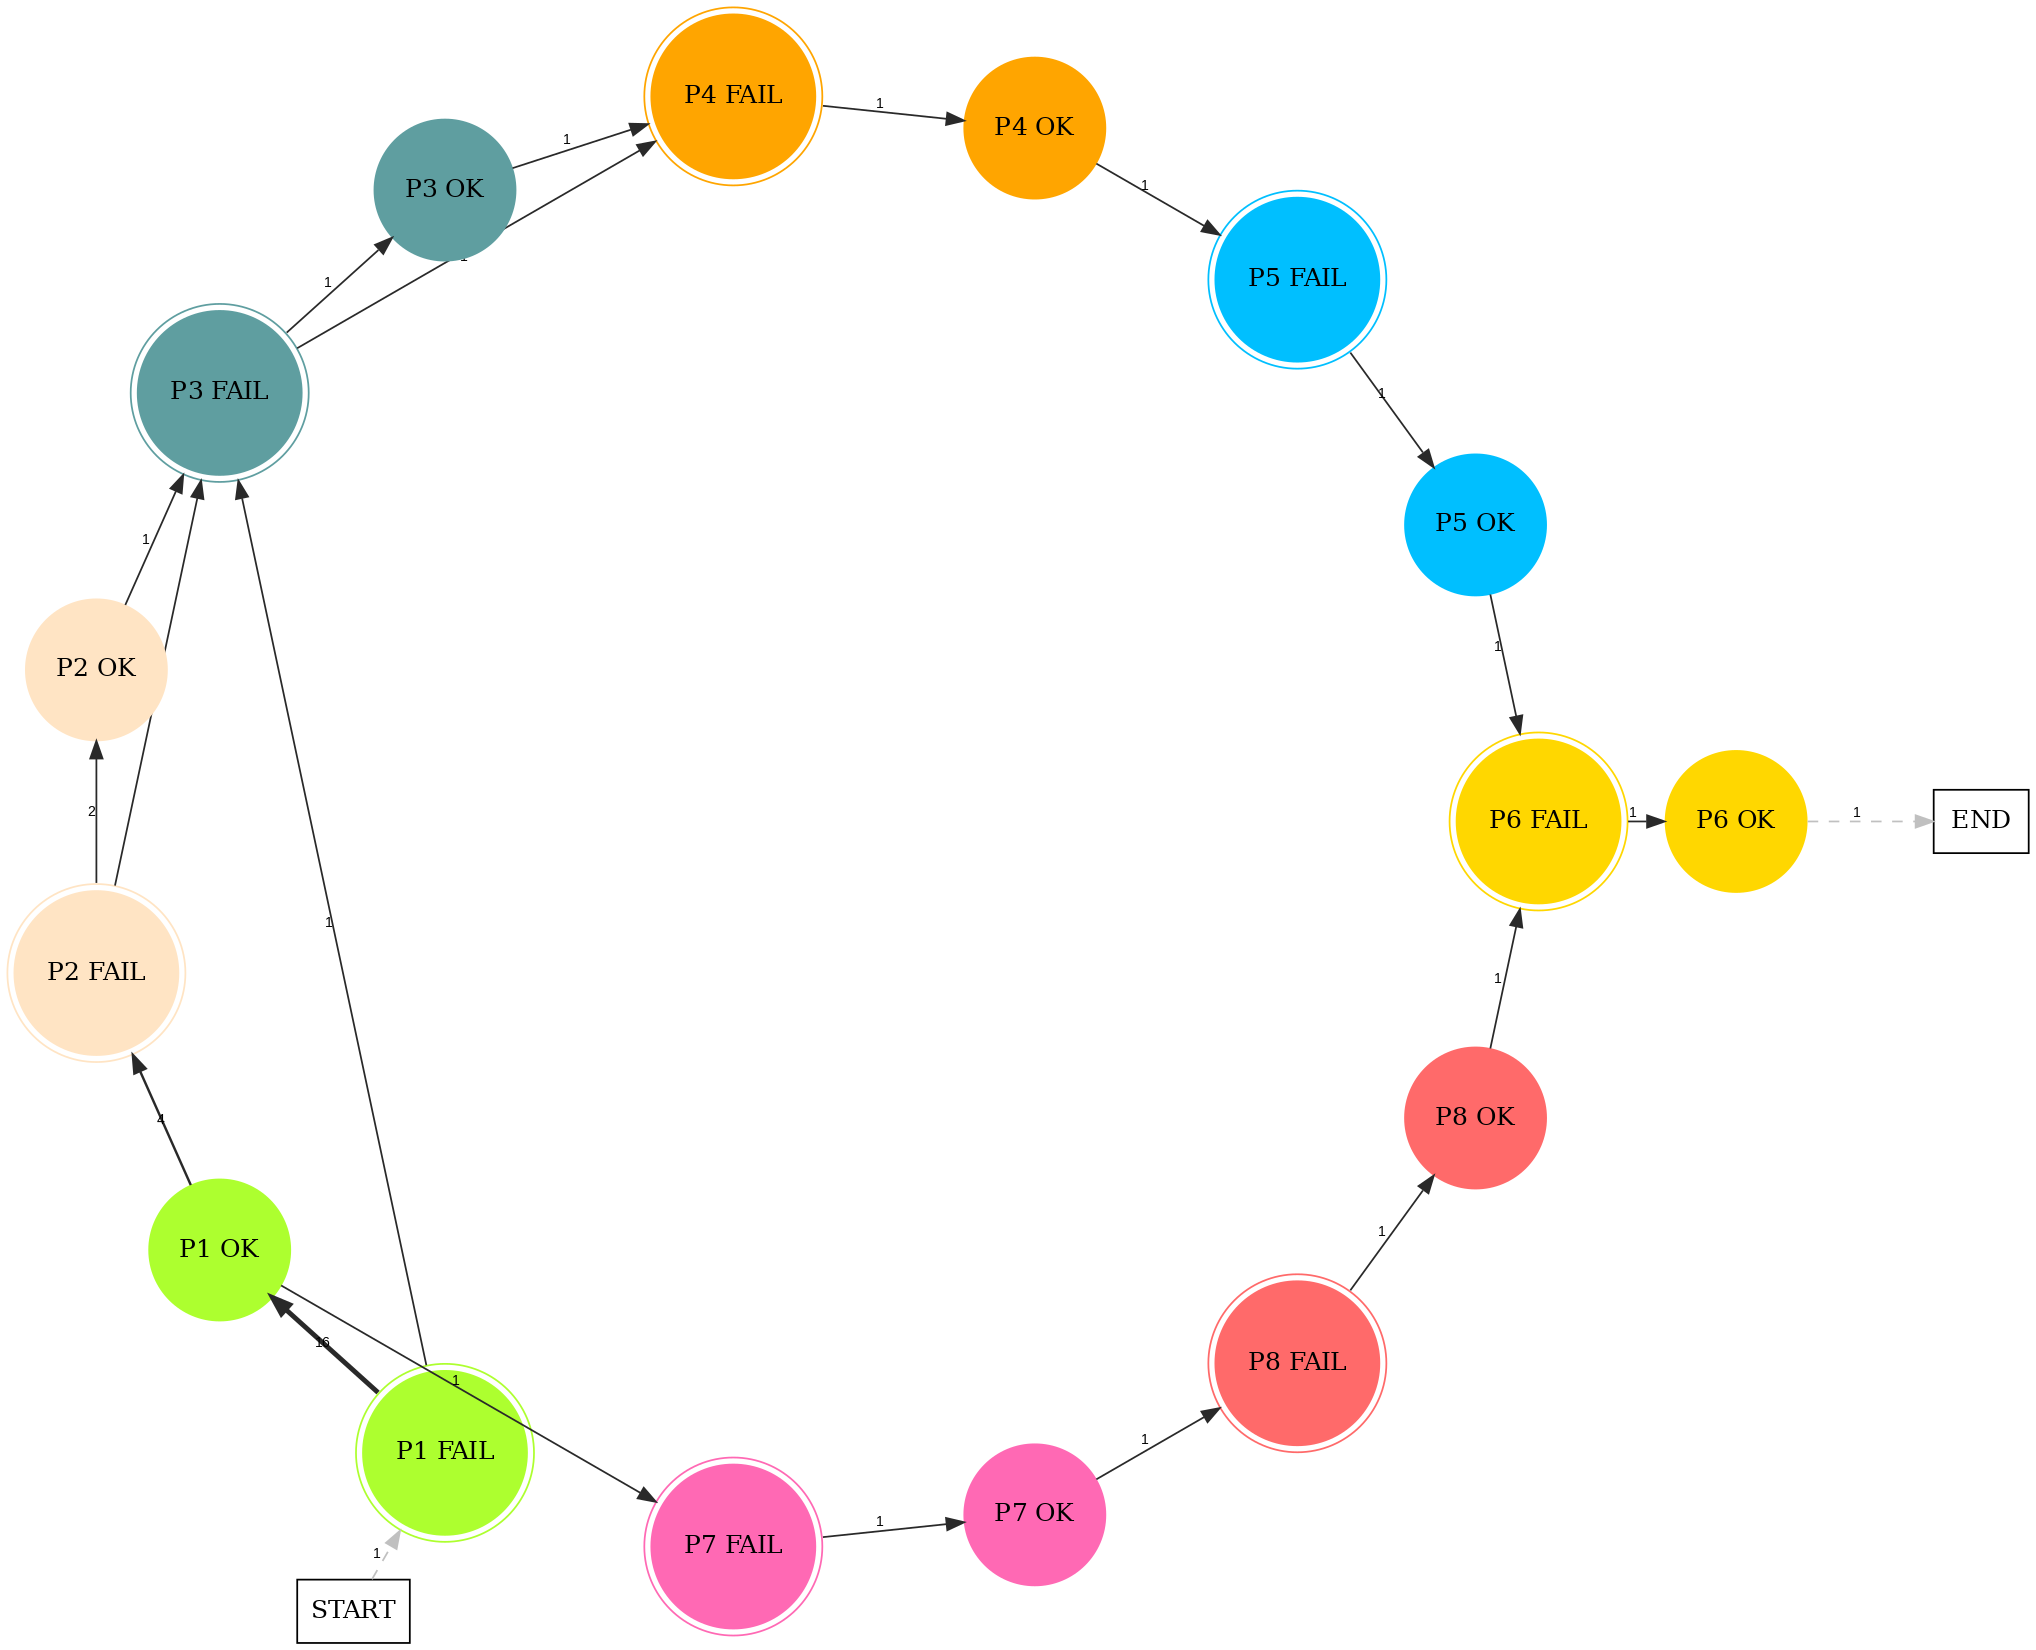 P4 FAIL
1
P4 OK
1
P3 OK
1
1
P5 FAIL
1
P3 FAIL
1
P5 OK
1
1
P2 OK
2
P6 FAIL
1
P6 OK
1
END
1
P2 FAIL
1
4
P8 OK
1
P1 OK
16
1
P8 FAIL
1
P1 FAIL
P7 OK
1
P7 FAIL
1
START